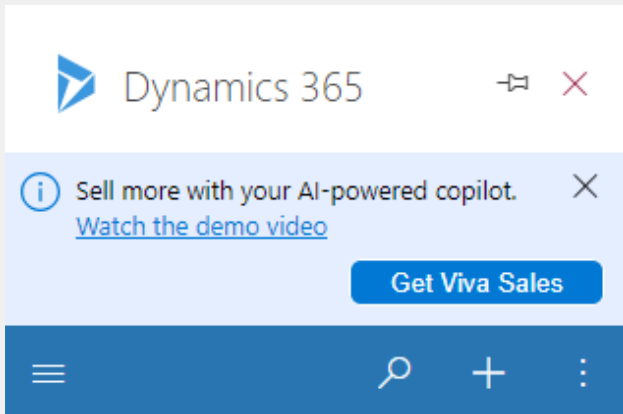 Dynamics 365
Sell more with your AI-powered copilot.
Watch the demo video
Get Viva Sales